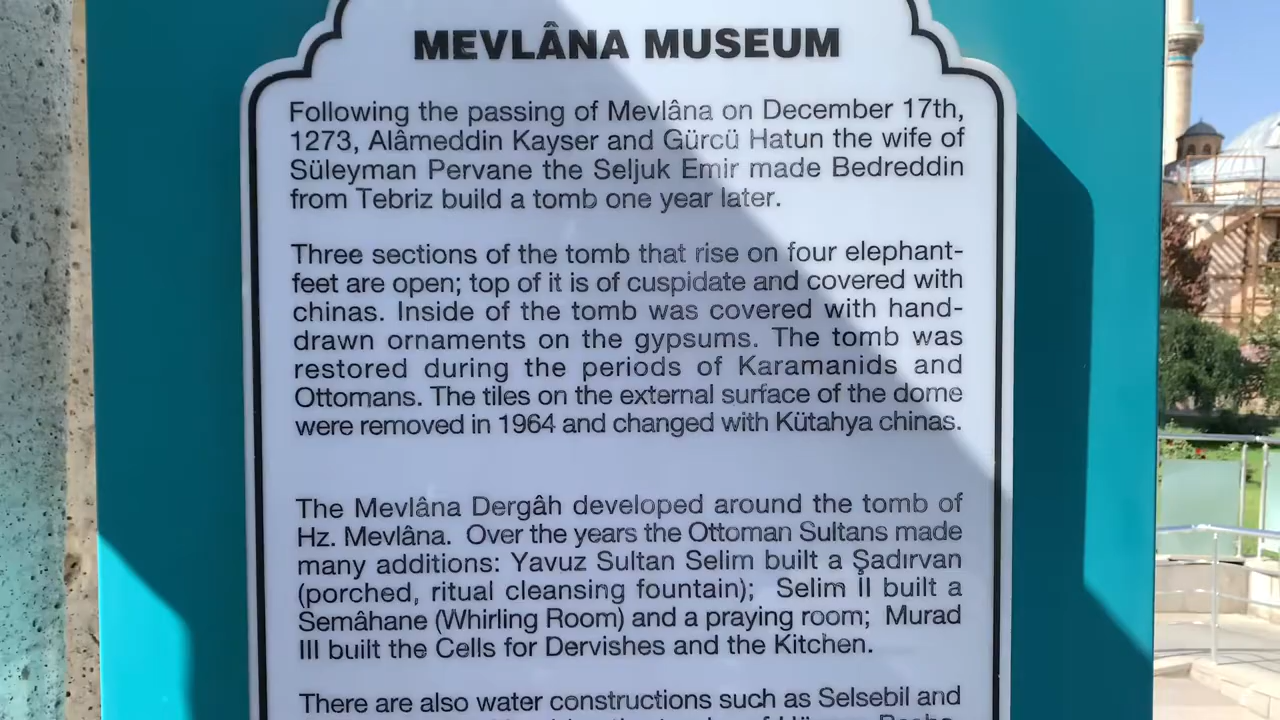 MEVLÂNA MUSEUM
Following the passing of Mevlâna on December 17th,
1273, Alâmeddin Kayser and Gürcü Hatun the wife of
Süleyman Pervane the Seljuk Emir made Bedreddin
from Tebriz build a tomb one year later.
Three sections of the tomb that rise on four elephant-
feet are open; top of it is of cuspidate and covered with
chinas. Inside of the tomb was covered with hand-
drawn ornaments on the gypsums. The tomb was
restored during the periods of Karamanids and
Ottomans. The tiles on the external surface of the dome
were removed in 1964 and changed with Kütahya chinas.
The Mevlâna Dergâh developed around the tomb of
Hz. Mevlâna. Over the years the Ottoman Sultans made
many additions: Yavuz Sultan Selim built a Şadırvan
(porched, ritual cleansing fountain); Selim II built a
Semâhane (Whirling Room) and a praying room; Murad
III built the Cells for Dervishes and the Kitchen.
There are also water constructions such as Selsebil and